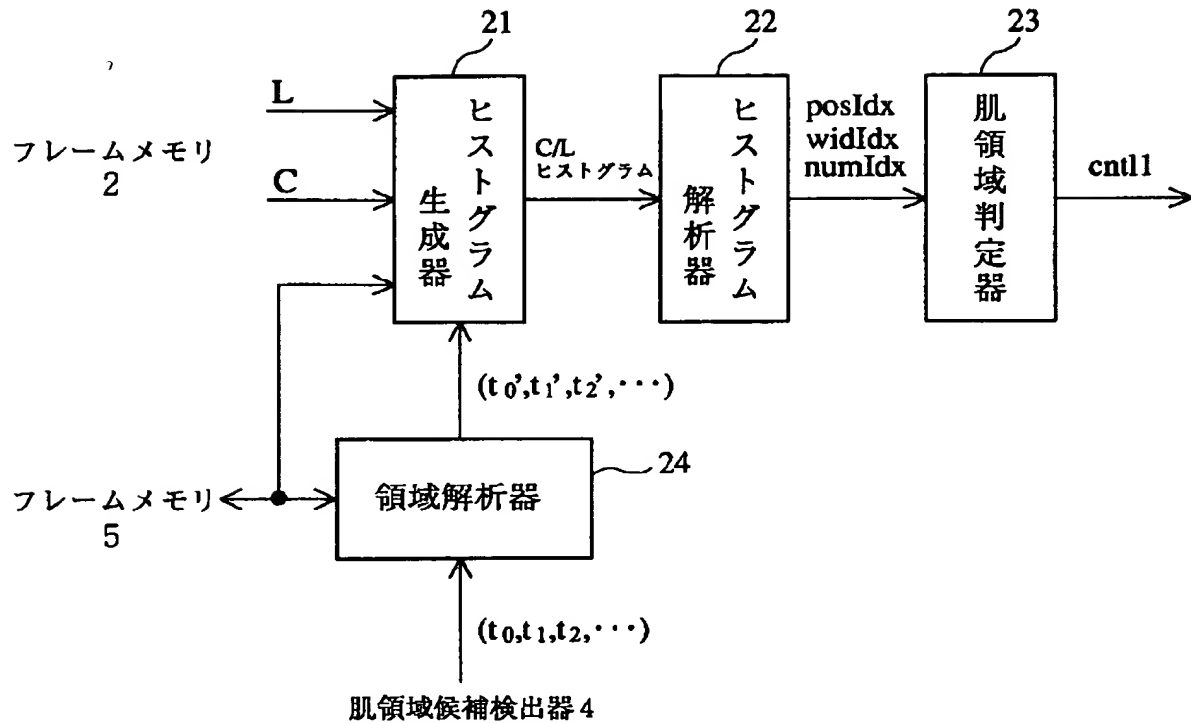 21
22
23
L
C
フレームメモリ
2
ヒストグラム
生成器
C/L
ヒストグラム
ヒストグラム
解析器
posIdx
widIdx
numIdx
肌領域判定器
cntl1
(t0',t1',t2',···)
24
フレームメモリ
5
領域解析器
(t0,t1,t2,···)
肌領域候補検出器4